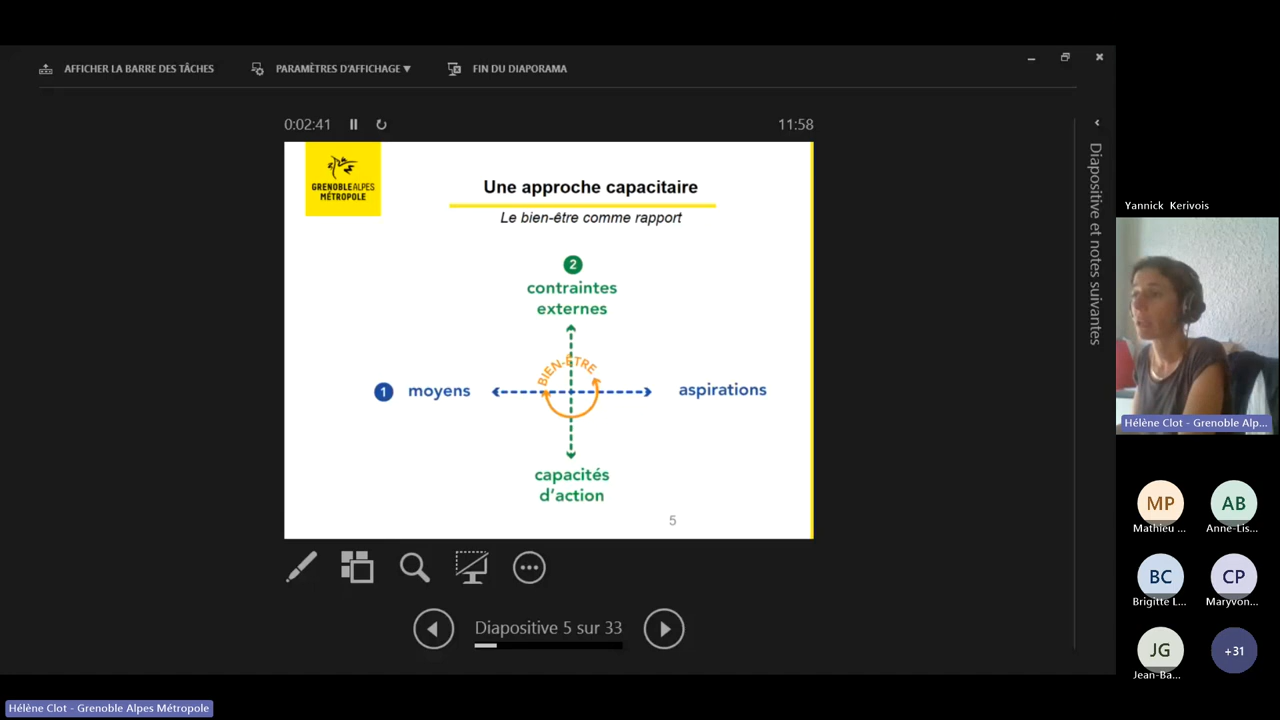 AFFICHER LA BARRE DES TÂCHES
PARAMÈTRES D'AFFICHAGE ▼
FIN DU DIAPORAMA
0:02:41
11:58
GRENOBLEALPES
MÉTROPOLE
Une approche capacitaire
Le bien-être comme rapport
2
contraintes
externes
BIEN-ÊTRE
1 moyens
aspirations
capacités
d'action
5
Diapositive 5 sur 33
Diapositive et notes suivantes
Yannick Kerivois
Hélène Clot - Grenoble Alp...
MP
Mathieu ...
AB
Anne-Lis...
BC
Brigitte L...
CP
Maryvon...
JG
Jean-Ba...
+31
Hélène Clot - Grenoble Alpes Métropole